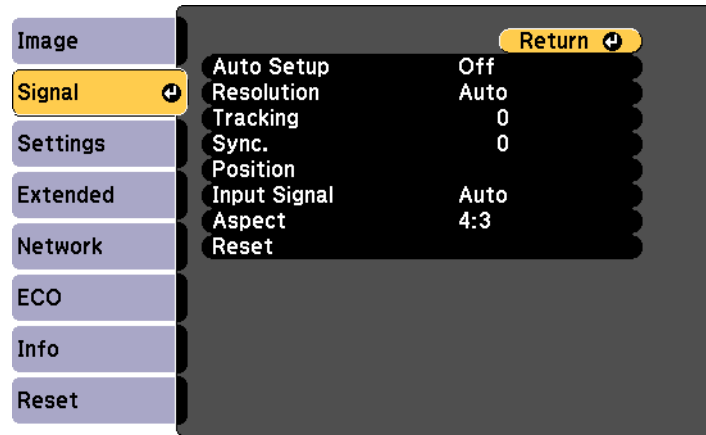 Image
Signal
Settings
Extended
Network
ECO
Info
Reset
Return
Auto Setup Off
Resolution Auto
Tracking 0
Sync. 0
Position
Input Signal Auto
Aspect 4:3
Reset